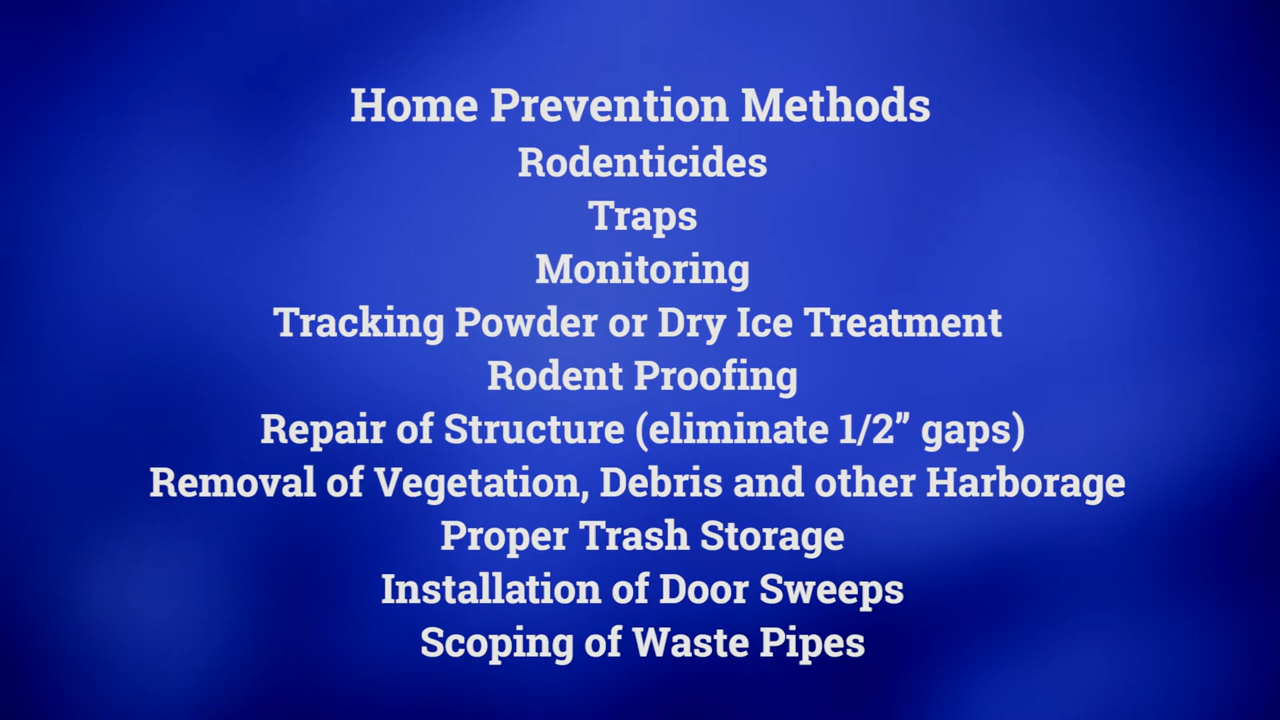 Home Prevention Methods
Rodenticides
Traps
Monitoring
Tracking Powder or Dry Ice Treatment
Rodent Proofing
Repair of Structure (eliminate 1/2” gaps)
Removal of Vegetation, Debris and other Harborage
Proper Trash Storage
Installation of Door Sweeps
Scoping of Waste Pipes